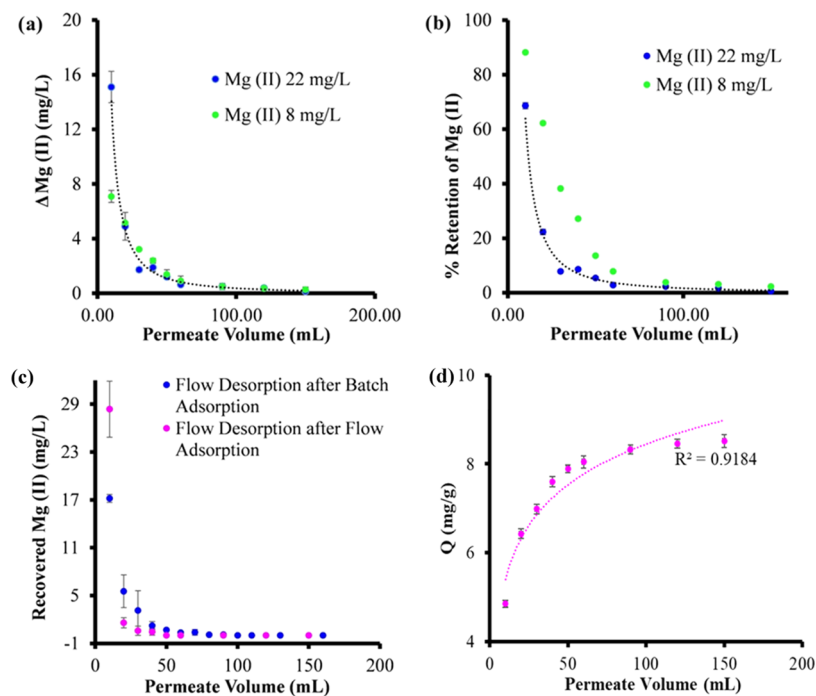 (a)
20
16
12
8
4
0
ΔMg (II) (mg/L)
Mg (II) 22 mg/L
Mg (II) 8 mg/L
0.00
100.00
200.00
Permeate Volume (mL)
(b)
100
80
60
40
20
0
% Retention of Mg (II)
Mg (II) 22 mg/L
Mg (II) 8 mg/L
0.00
100.00
Permeate Volume (mL)
(c)
29
23
17
11
5
-1
Recovered Mg (II) (mg/L)
Flow Desorption after Batch
Adsorption
Flow Desorption after Flow
Adsorption
0
50
100
150
200
Permeate Volume (mL)
(d)
10
8
6
4
Q (mg/g)
R² = 0.9184
0
50
100
150
200
Permeate Volume (mL)